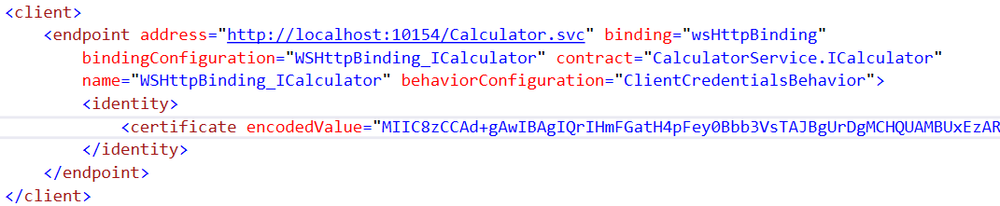 <client>
<endpoint address="http://localhost:10154/Calculator.svc" binding="wsHttpBinding"
bindingConfiguration="WSHttpBinding_ICalculator" contract="CalculatorService.ICalculator"
name="WSHttpBinding_ICalculator" behaviorConfiguration="ClientCredentialsBehavior">
<identity>
<certificate encodedValue="MIIC8zCCAd+gAwIBAgIQrIHmFGatH4pFey0Bbb3VsTAJBgUrDgMCHQUAMBUxEzAR
</identity>
</endpoint>
</client>